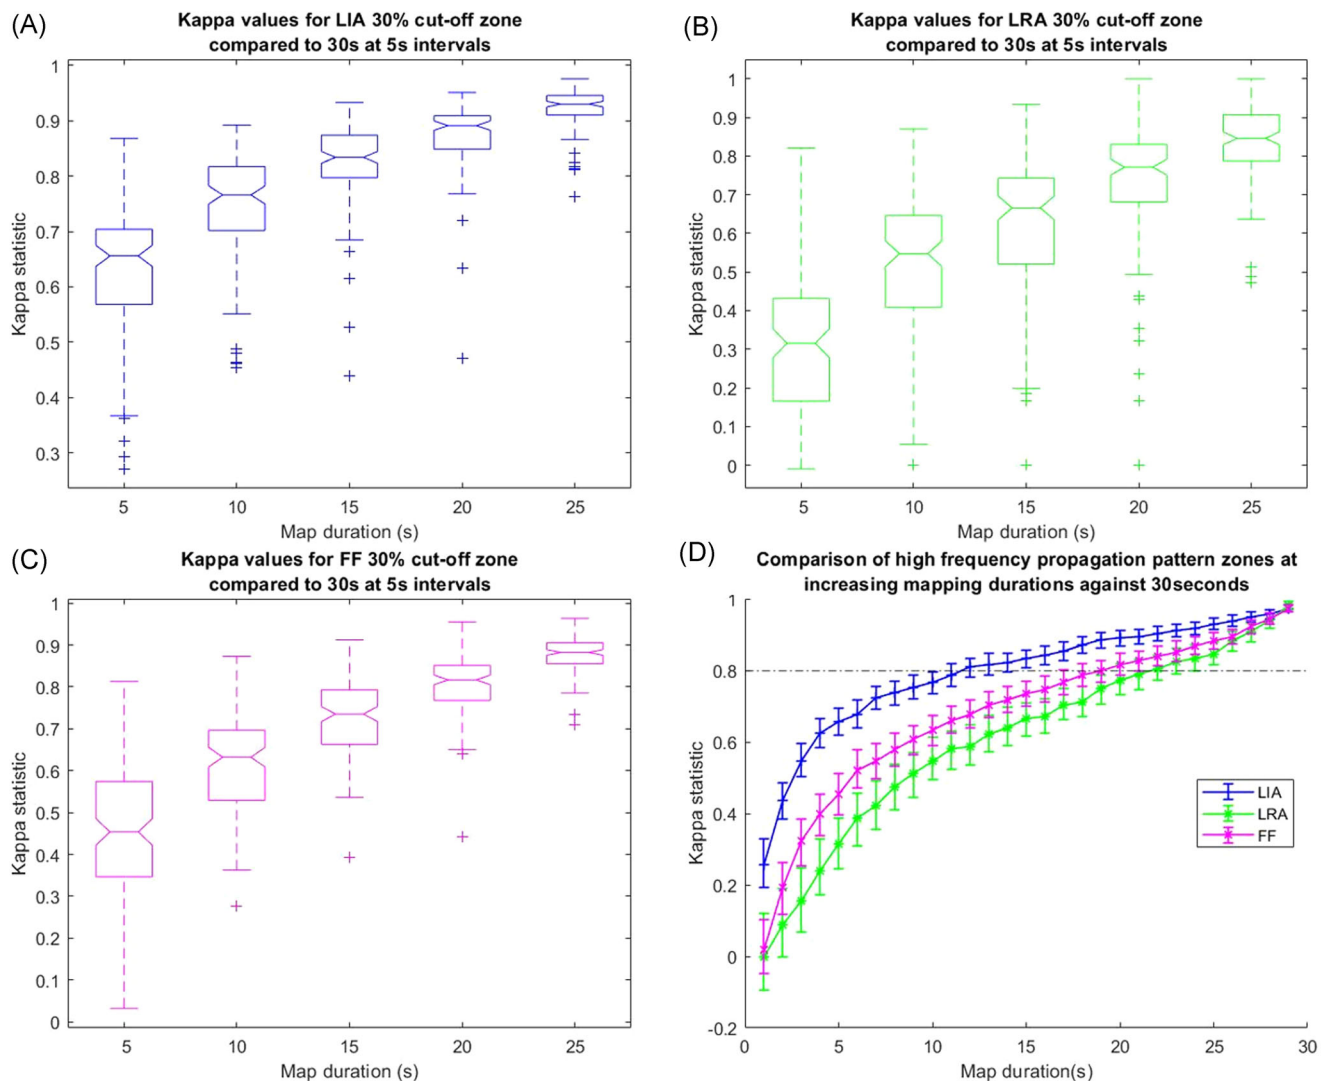 (A)
Kappa values for LIA 30% cut-off zone
compared to 30s at 5s intervals
1
0.9
0.8
0.7
0.6
0.5
0.4
0.3
Kappa statistic
5 10 15 20 25
Map duration (s)
(B)
Kappa values for LRA 30% cut-off zone
compared to 30s at 5s intervals
1
0.9
0.8
0.7
0.6
0.5
0.4
0.3
0.2
0.1
0
Kappa statistic
5 10 15 20 25
Map duration (s)
(C)
Kappa values for FF 30% cut-off zone
compared to 30s at 5s intervals
1
0.9
0.8
0.7
0.6
0.5
0.4
0.3
0.2
0.1
0
Kappa statistic
5 10 15 20 25
Map duration (s)
(D)
Comparison of high frequency propagation pattern zones at
increasing mapping durations against 30seconds
1
0.8
0.6
0.4
0.2
0
-0.2
Kappa statistic
LIA
LRA
FF
0 5 10 15 20 25 30
Map duration(s)